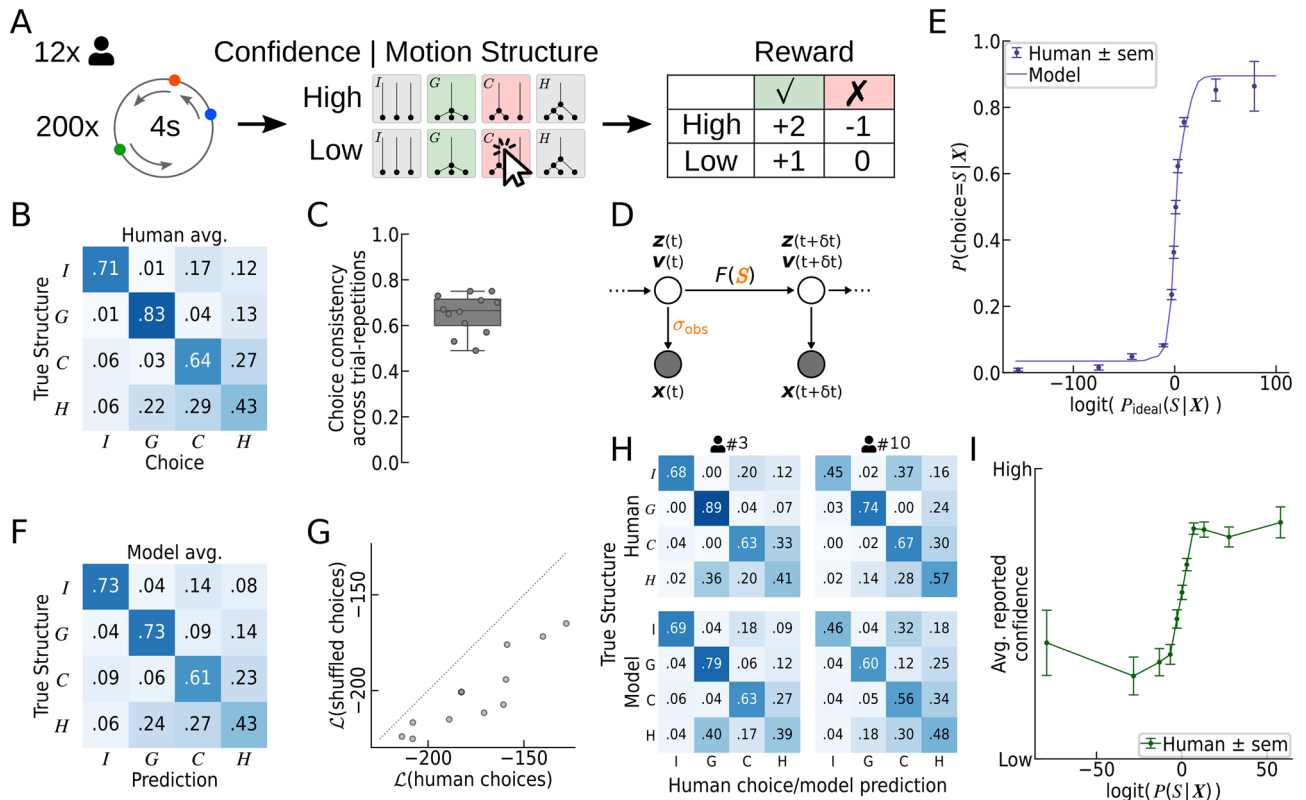 A
12x
200x
4s
Confidence | Motion Structure
High
I G C H
Low
I G C H
Reward
✓ ✗
High +2 -1
Low +1 0
B
Human avg.
True Structure
I .71 .01 .17 .12
G .01 .83 .04 .13
C .06 .03 .64 .27
H .06 .22 .29 .43
I G C H
Choice
C
Choice consistency
across trial-repetitions
1.0
0.8
0.6
0.4
0.2
0.0
D
z(t)
v(t)
z(t+δt)
v(t+δt)
F(S)
···
···
σobs
x(t)
x(t+δt)
E
Human ± sem
Model
P(choice=S|X)
1.0
0.8
0.6
0.4
0.2
0.0
−100 0 100
logit( Pideal(S|X) )
F
Model avg.
True Structure
I .73 .04 .14 .08
G .04 .73 .09 .14
C .09 .06 .61 .23
H .06 .24 .27 .43
I G C H
Prediction
G
ℒ(shuffled choices)
−150
−200
−200 −150
ℒ(human choices)
H
#3 #10
True Structure
Human
I .68 .00 .20 .12 .45 .02 .37 .16
G .00 .89 .04 .07 .03 .74 .00 .24
C .04 .00 .63 .33 .00 .02 .67 .30
H .02 .36 .20 .41 .02 .14 .28 .57
Model
I .69 .04 .18 .09 .46 .04 .32 .18
G .04 .79 .06 .12 .04 .60 .12 .25
C .06 .04 .63 .27 .04 .05 .56 .34
H .04 .40 .17 .39 .04 .18 .30 .48
I G C H I G C H
Human choice/model prediction
I
High
Avg. reported
confidence
Low
Human ± sem
−50 0 50
logit( P(S|X) )